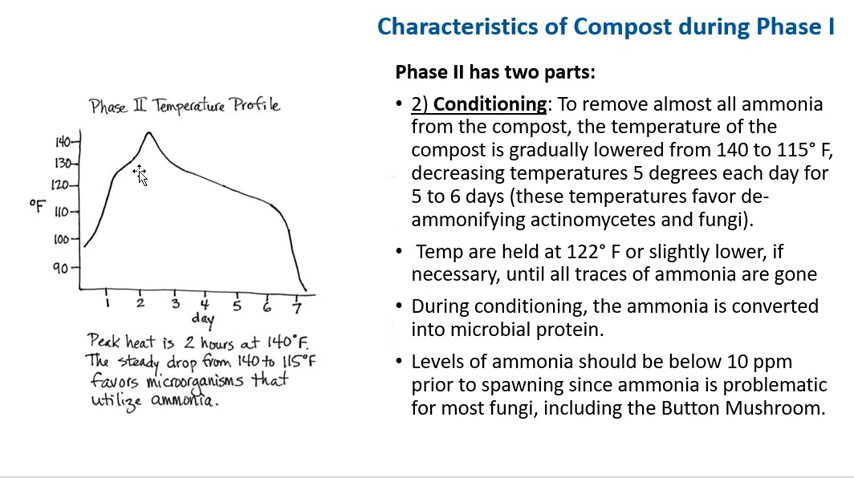 Characteristics of Compost during Phase I
Phase II has two parts:
• 2) Conditioning: To remove almost all ammonia
from the compost, the temperature of the
compost is gradually lowered from 140 to 115° F,
decreasing temperatures 5 degrees each day for
5 to 6 days (these temperatures favor de-
ammonifying actinomycetes and fungi).
• Temp are held at 122° F or slightly lower, if
necessary, until all traces of ammonia are gone
• During conditioning, the ammonia is converted
into microbial protein.
• Levels of ammonia should be below 10 ppm
prior to spawning since ammonia is problematic
for most fungi, including the Button Mushroom.
Phase II Temperature Profile
140
130
120
°F
110
100
90
1 2 3 4 5 6 7
day
Peak heat is 2 hours at 140°F.
The steady drop from 140 to 115°F
favors microorganisms that
utilize ammonia.